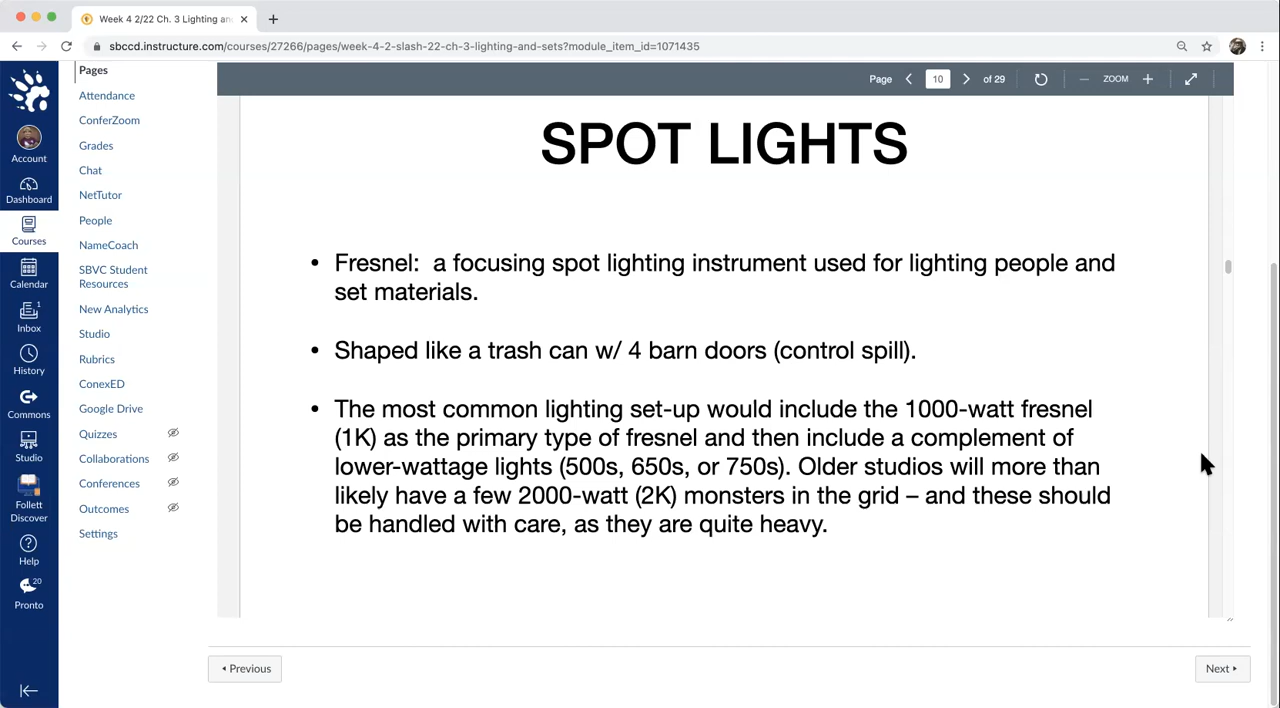 Week 4 2/22 Ch. 3 Lighting an
sbccd.instructure.com/courses/27266/pages/week-4-2-slash-22-ch-3-lighting-and-sets?module_item_id=1071435
Account
Dashboard
Courses
Calendar
1
Inbox
History
Commons
Studio
Follett
Discover
Help
20
Pronto
Pages
Attendance
ConferZoom
Grades
Chat
NetTutor
People
NameCoach
SBVC Student
Resources
New Analytics
Studio
Rubrics
ConexED
Google Drive
Quizzes
Collaborations
Conferences
Outcomes
Settings
Page 10 of 29 ZOOM
SPOT LIGHTS
• Fresnel: a focusing spot lighting instrument used for lighting people and
set materials.
• Shaped like a trash can w/ 4 barn doors (control spill).
• The most common lighting set-up would include the 1000-watt fresnel
(1K) as the primary type of fresnel and then include a complement of
lower-wattage lights (500s, 650s, or 750s). Older studios will more than
likely have a few 2000-watt (2K) monsters in the grid – and these should
be handled with care, as they are quite heavy.
Previous
Next